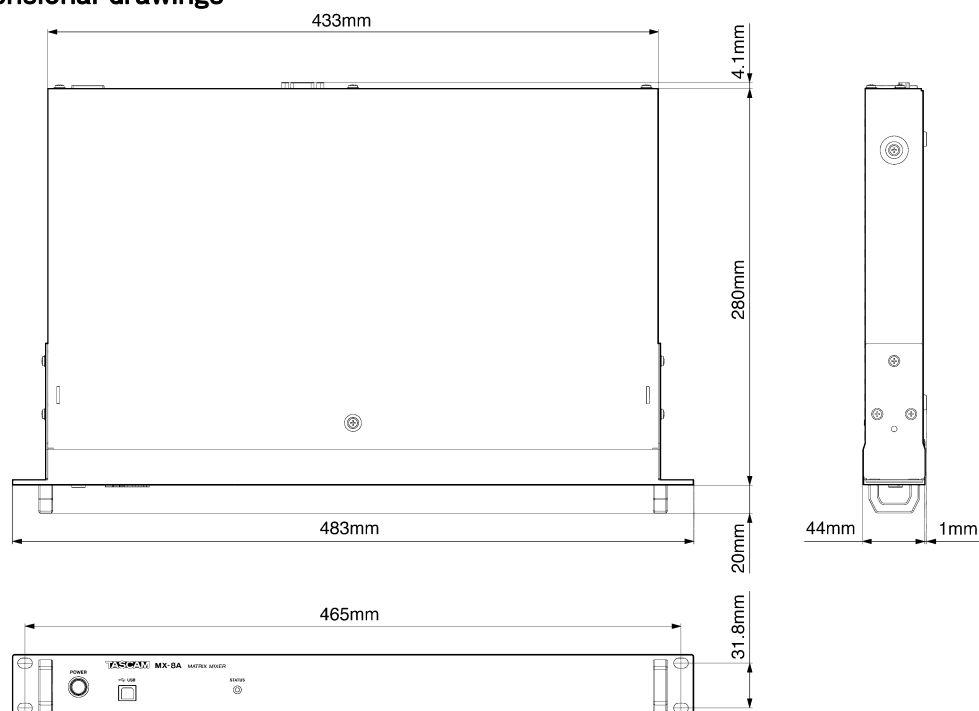 ensional drawings
433mm
4.1mm
280mm
483mm
20mm
44mm
1mm
465mm
31.8mm
TASCAM MX-8A MATRIX MIXER
POWER
USB
STATUS